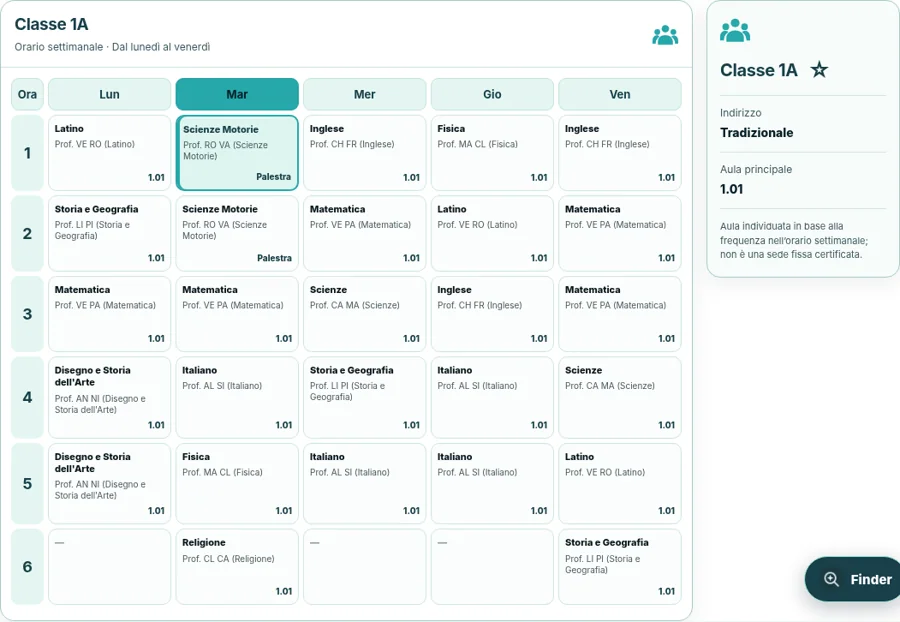 Classe 1A
Orario settimanale · Dal lunedì al venerdì
Ora
Lun
Mar
Mer
Gio
Ven
1
Latino
Prof. VE RO (Latino)
1.01
Scienze Motorie
Prof. RO VA (Scienze
Motorie)
Palestra
Inglese
Prof. CH FR (Inglese)
1.01
Fisica
Prof. MA CL (Fisica)
1.01
Inglese
Prof. CH FR (Inglese)
1.01
2
Storia e Geografia
Prof. LI PI (Storia e
Geografia)
1.01
Scienze Motorie
Prof. RO VA (Scienze
Motorie)
Palestra
Matematica
Prof. VE PA (Matematica)
1.01
Latino
Prof. VE RO (Latino)
1.01
Matematica
Prof. VE PA (Matematica)
1.01
3
Matematica
Prof. VE PA (Matematica)
1.01
Matematica
Prof. VE PA (Matematica)
1.01
Scienze
Prof. CA MA (Scienze)
1.01
Inglese
Prof. CH FR (Inglese)
1.01
Matematica
Prof. VE PA (Matematica)
1.01
4
Disegno e Storia
dell'Arte
Prof. AN NI (Disegno e
Storia dell'Arte)
1.01
Italiano
Prof. AL SI (Italiano)
1.01
Storia e Geografia
Prof. LI PI (Storia e
Geografia)
1.01
Italiano
Prof. AL SI (Italiano)
1.01
Scienze
Prof. CA MA (Scienze)
1.01
5
Disegno e Storia
dell'Arte
Prof. AN NI (Disegno e
Storia dell'Arte)
1.01
Fisica
Prof. MA CL (Fisica)
1.01
Italiano
Prof. AL SI (Italiano)
1.01
Italiano
Prof. AL SI (Italiano)
1.01
Latino
Prof. VE RO (Latino)
1.01
6
—
Religione
Prof. CL CA (Religione)
1.01
—
—
Storia e Geografia
Prof. LI PI (Storia e
Geografia)
1.01
Classe 1A
Indirizzo
Tradizionale
Aula principale
1.01
Aula individuata in base alla
frequenza nell'orario settimanale;
non è una sede fissa certificata.
Finder